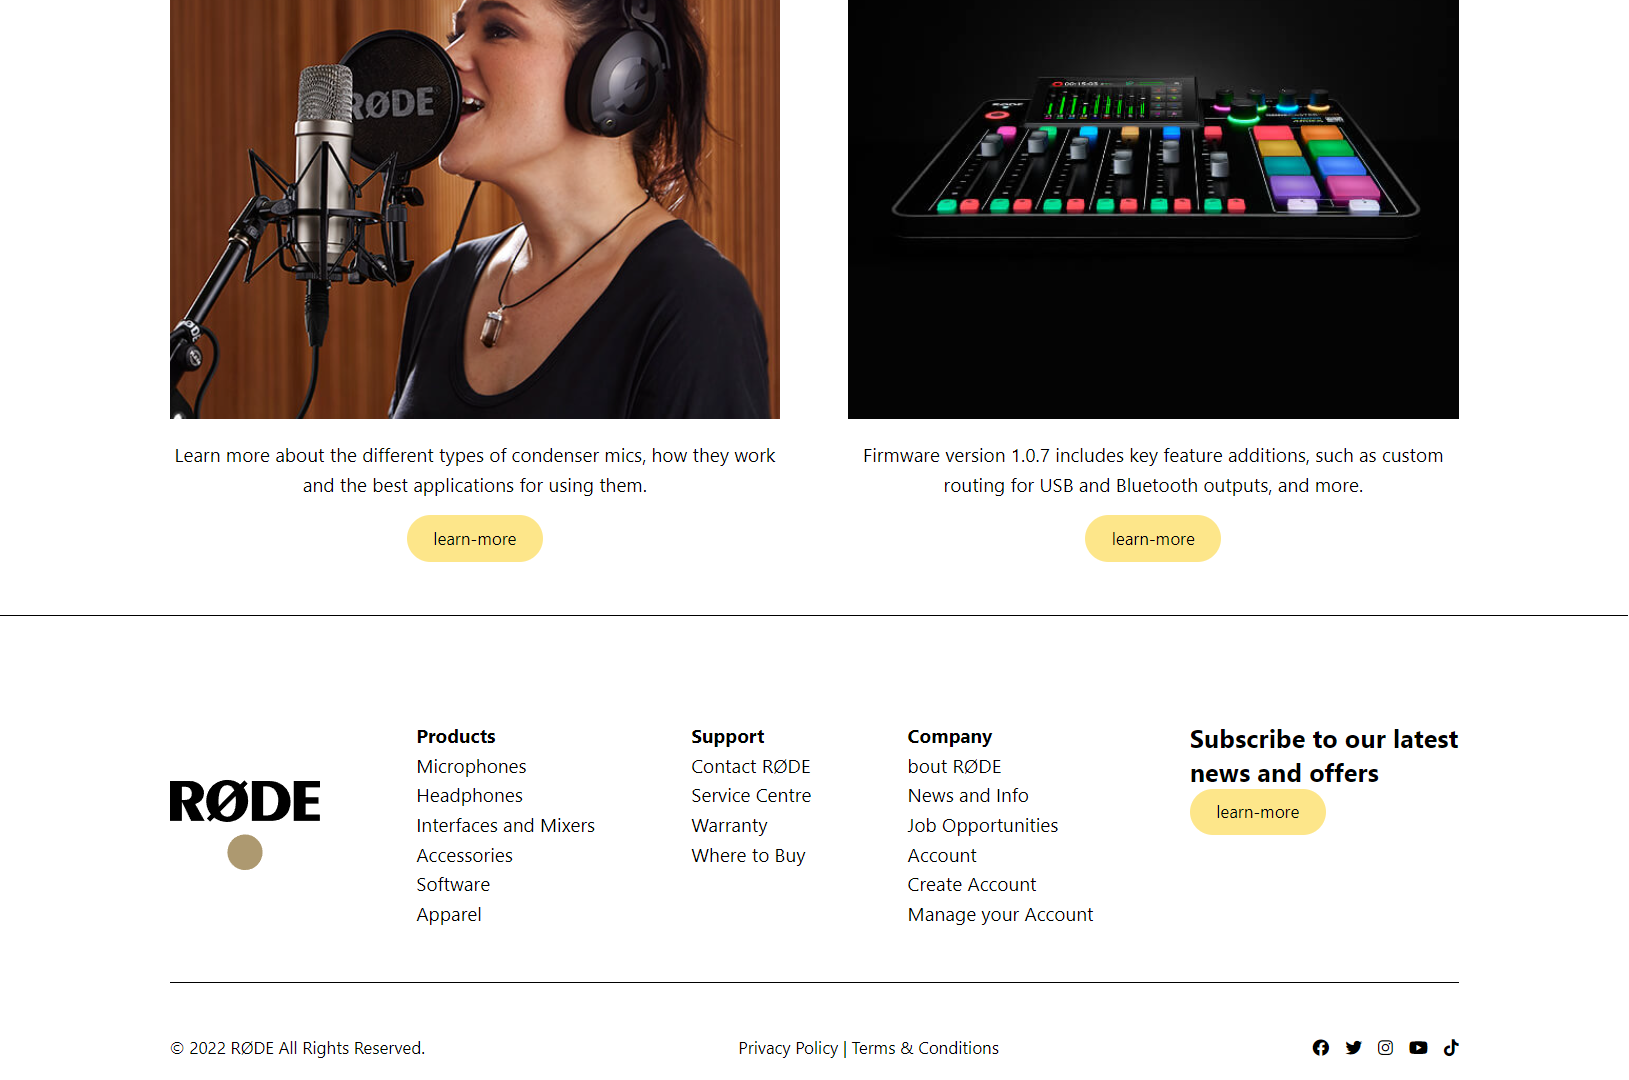 RØDE
RØDE
00:15:03
Learn more about the different types of condenser mics, how they work
and the best applications for using them.
learn-more
Firmware version 1.0.7 includes key feature additions, such as custom
routing for USB and Bluetooth outputs, and more.
learn-more
RØDE
Products
Microphones
Headphones
Interfaces and Mixers
Accessories
Software
Apparel
Support
Contact RØDE
Service Centre
Warranty
Where to Buy
Company
bout RØDE
News and Info
Job Opportunities
Account
Create Account
Manage your Account
Subscribe to our latest
news and offers
learn-more
© 2022 RØDE All Rights Reserved.
Privacy Policy | Terms & Conditions